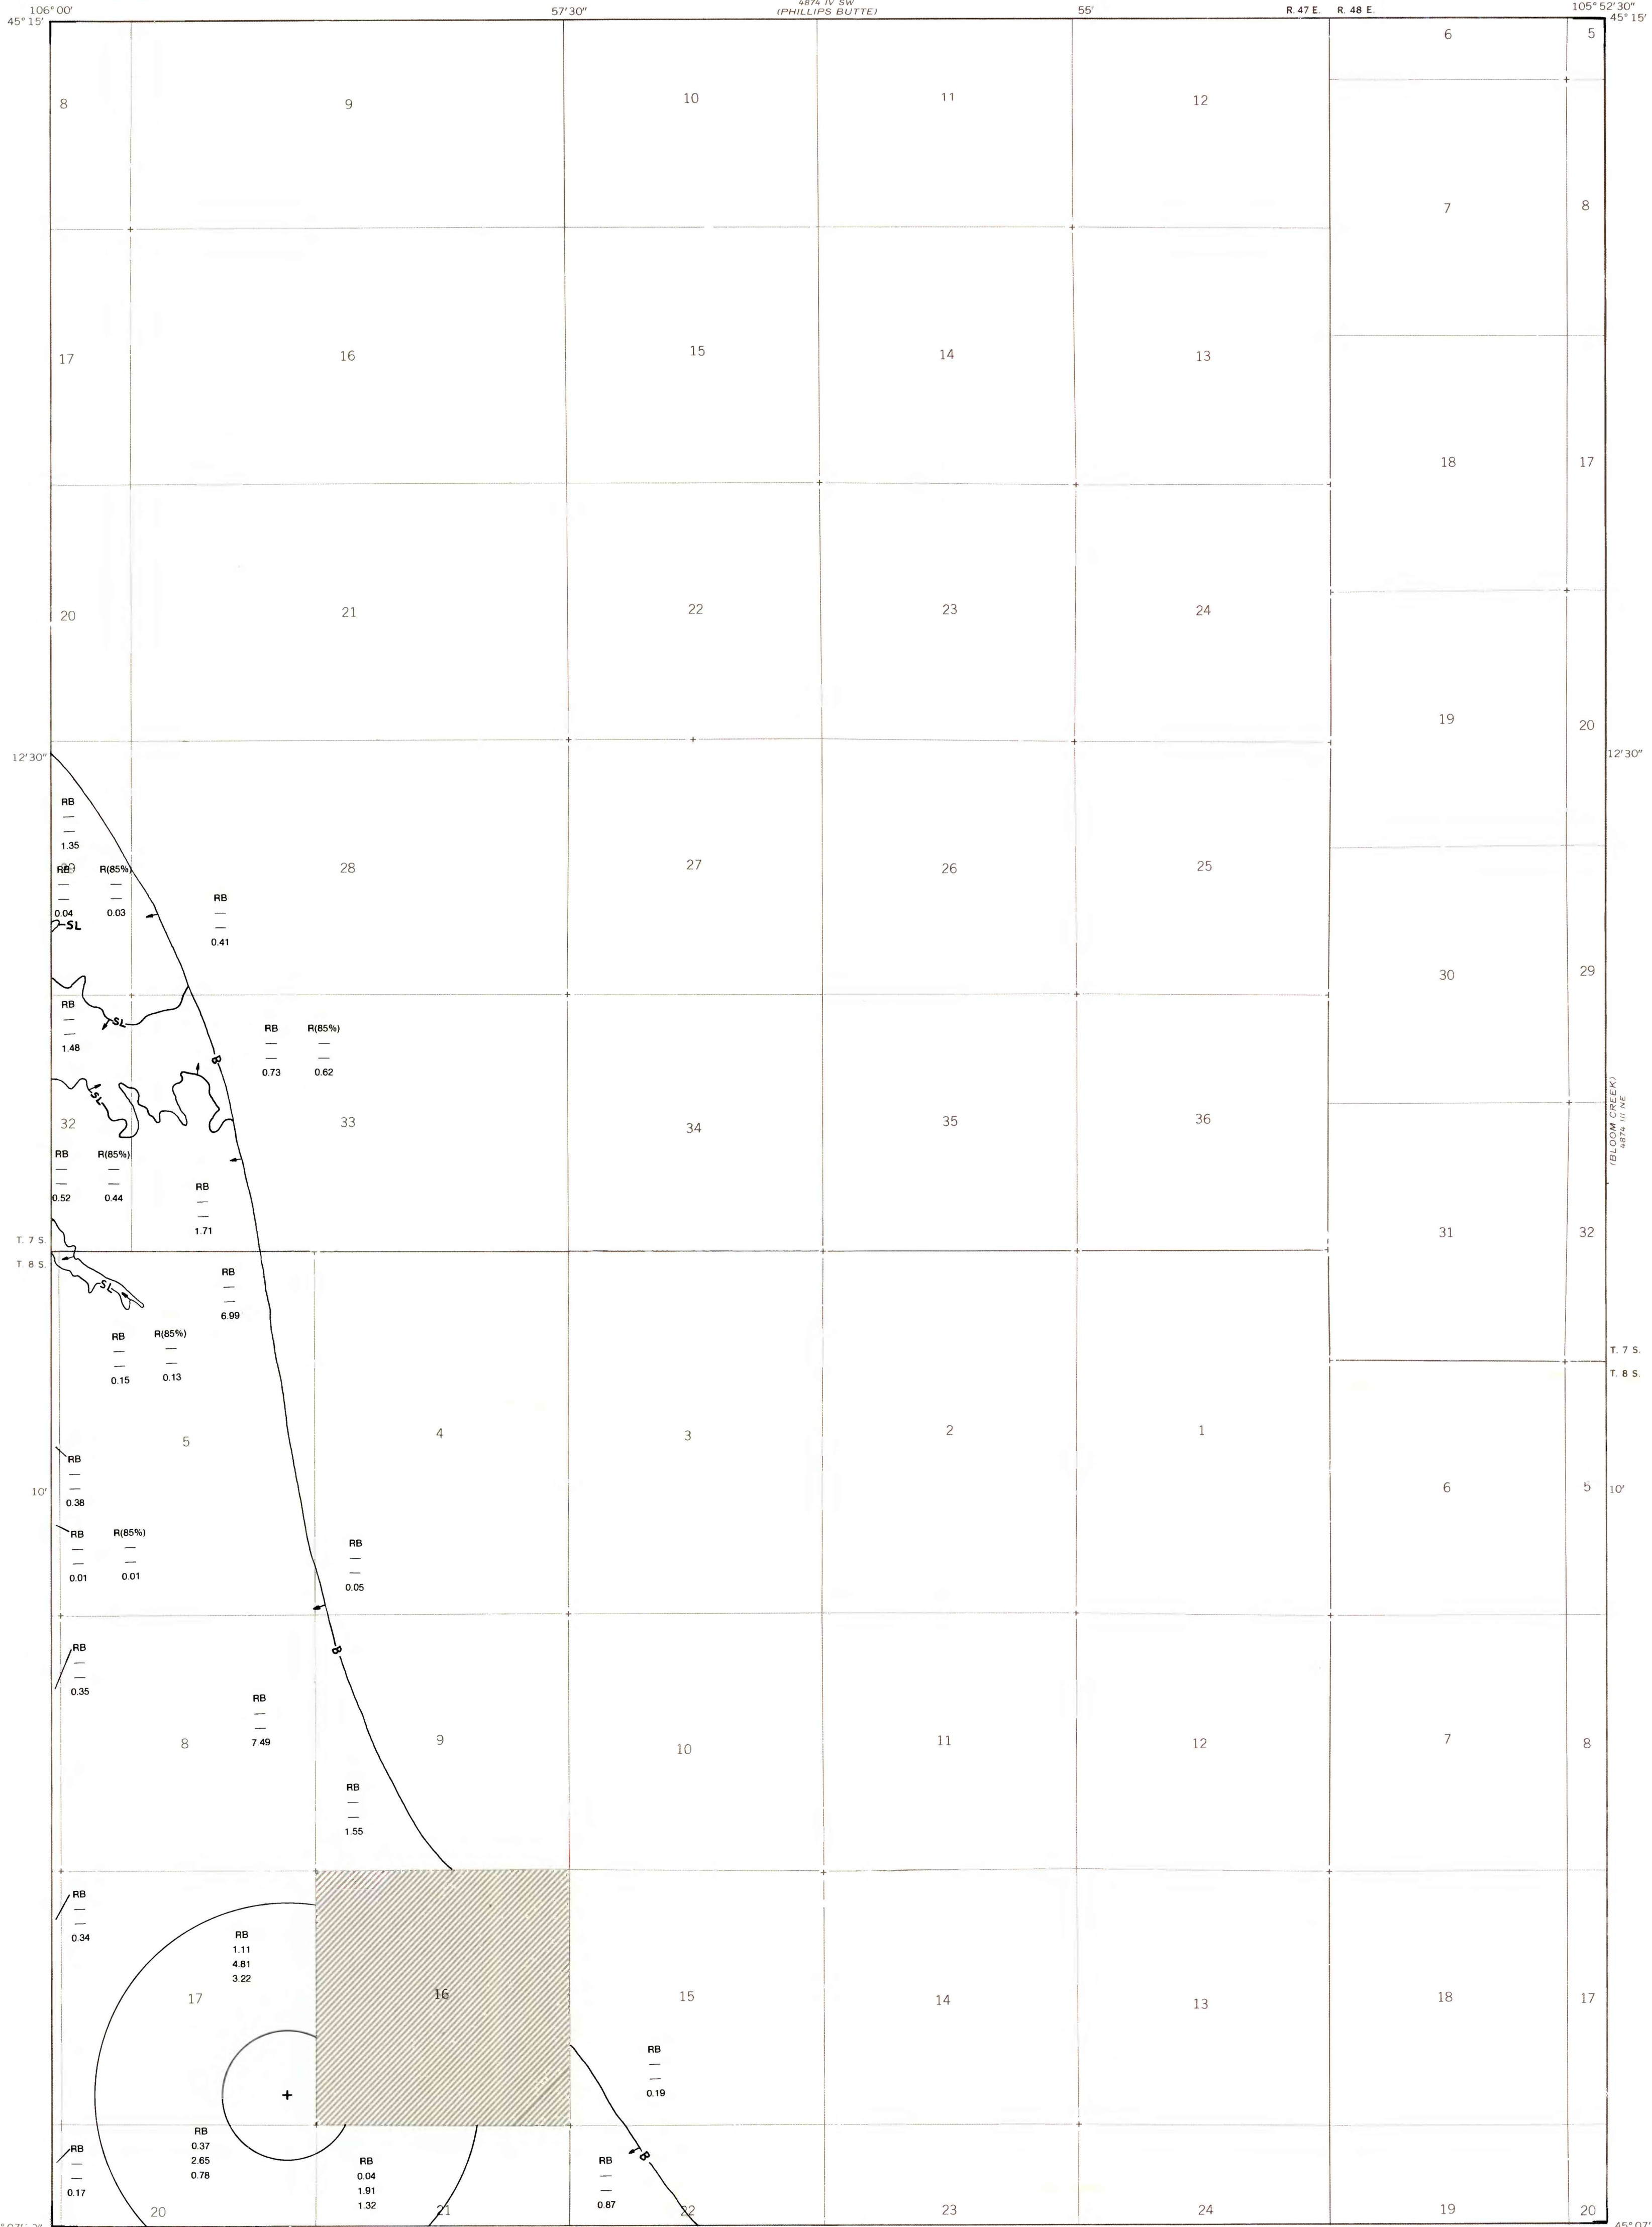 4874 IV SW
106° 00′ 57′30″ (PHILLIPS BUTTE) 55′ R. 47 E. R. 48 E. 105° 52′30″
45° 15′ 45° 15′
6 5
8 9 10 11 12
7 8
17 16 15 14 13
18 17
20 21 22 23 24
19 20
12′30″ 12′30″
RB
—
—
1.35
28 27 26 25
RB R(85%)
— —
— —
0.04 0.03
SL
RB
—
—
0.41
30 29
RB
—
—
1.48
SL
RB R(85%)
— —
— —
0.73 0.62
B
SL
32 33 34 35 36
(BLOOM CREEK)
4874 III NE
RB R(85%)
— —
— —
0.52 0.44
RB
—
—
1.71
31 32
T. 7 S.
T. 8 S.
RB
—
—
6.99
SL
RB R(85%)
— —
— —
0.15 0.13
T. 7 S.
T. 8 S.
5 4 3 2 1
RB
—
—
0.38
10′ 6 5 10′
RB R(85%)
— —
— —
0.01 0.01
RB
—
—
0.05
B
RB
—
—
0.35
RB
—
—
7.49
8 9 10 11 12 7 8
RB
—
—
1.55
RB
—
—
0.34
RB
1.11
4.81
3.22
17 16 15 14 13 18 17
RB
—
—
0.19
RB
—
—
0.17
RB
0.37
2.65
0.78
RB
0.04
1.91
1.32
RB
—
—
0.87
B
20 21 22 23 24 19 20